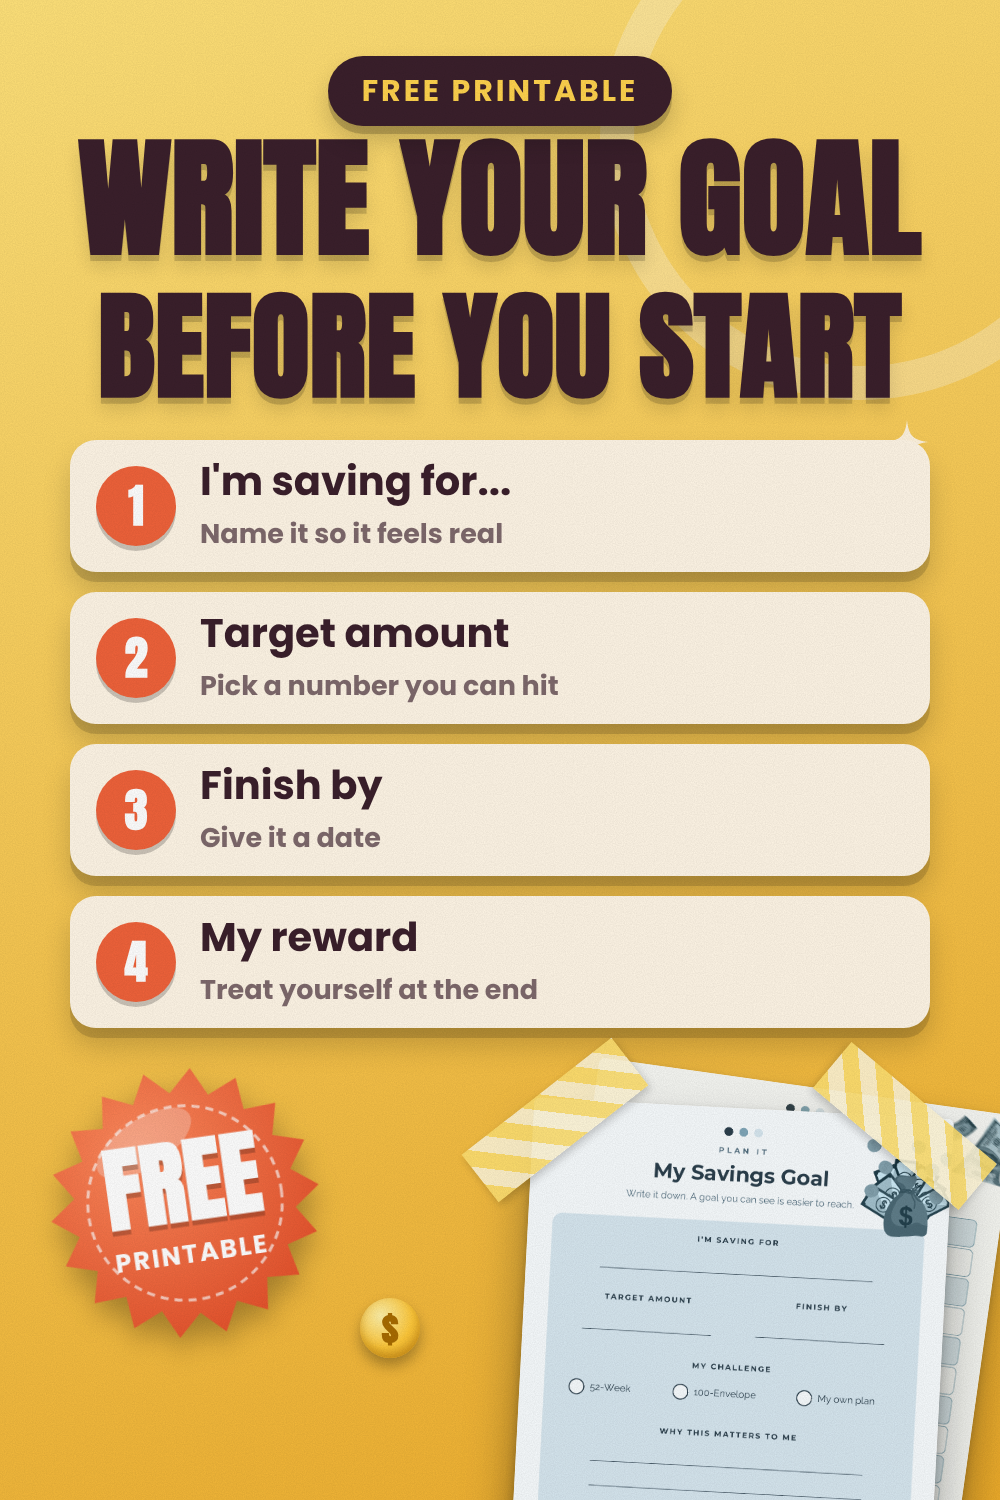 FREE PRINTABLE
WRITE YOUR GOAL
BEFORE YOU START
1
I'm saving for...
Name it so it feels real
2
Target amount
Pick a number you can hit
3
Finish by
Give it a date
4
My reward
Treat yourself at the end
FREE
PRINTABLE
$
PLAN IT
My Savings Goal
Write it down. A goal you can see is easier to reach.
$
I'M SAVING FOR
TARGET AMOUNT
FINISH BY
MY CHALLENGE
52-Week
100-Envelope
My own plan
WHY THIS MATTERS TO ME